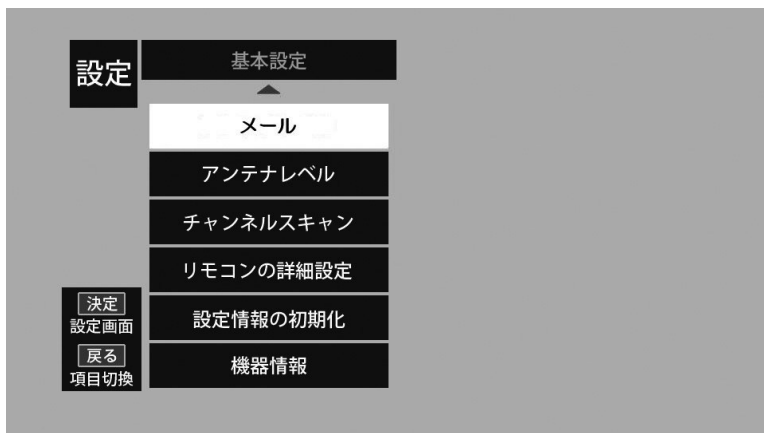 設定
基本設定
メール
アンテナレベル
チャンネルスキャン
リモコンの詳細設定
設定情報の初期化
機器情報
決定
設定画面
戻る
項目切換